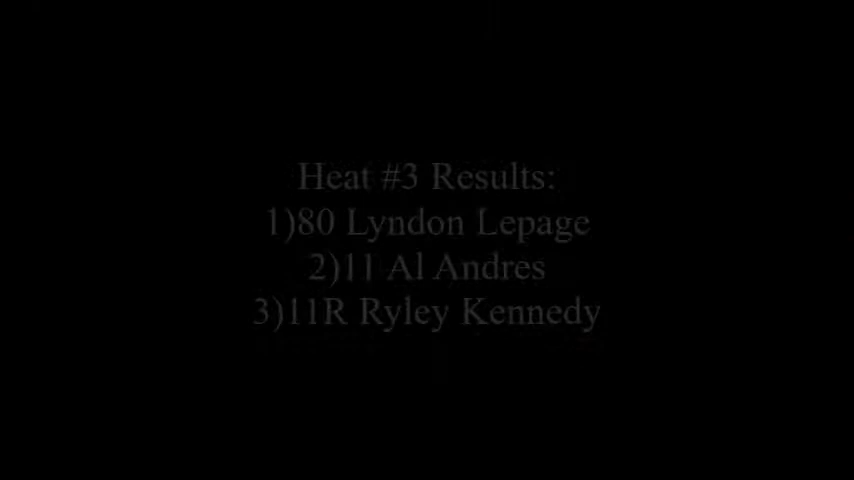 Heat #3 Results:
1)80 Lyndon Lepage
2)11 Al Andres
3)11R Ryley Kennedy